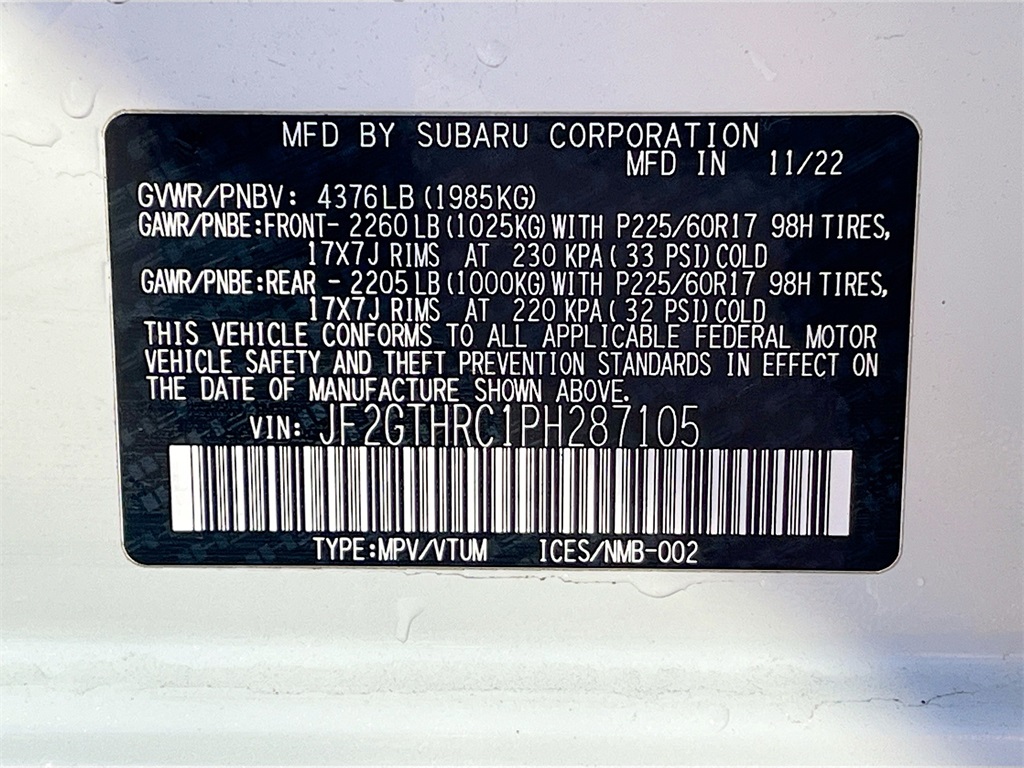 MFD BY SUBARU CORPORATION
MFD IN 11/22
GVWR/PNBV: 4376LB (1985KG)
GAWR/PNBE:FRONT- 2260 LB (1025KG) WITH P225/60R17 98H TIRES,
17X7J RIMS AT 230 KPA ( 33 PSI) COLD
GAWR/PNBE:REAR - 2205 LB (1000KG) WITH P225/60R17 98H TIRES,
17X7J RIMS AT 220 KPA ( 32 PSI) COLD
THIS VEHICLE CONFORMS TO ALL APPLICABLE FEDERAL MOTOR
VEHICLE SAFETY AND THEFT PREVENTION STANDARDS IN EFFECT ON
THE DATE OF MANUFACTURE SHOWN ABOVE.
VIN: JF2GTHRC1PH287105
TYPE:MPV/VTUM ICES/NMB-002